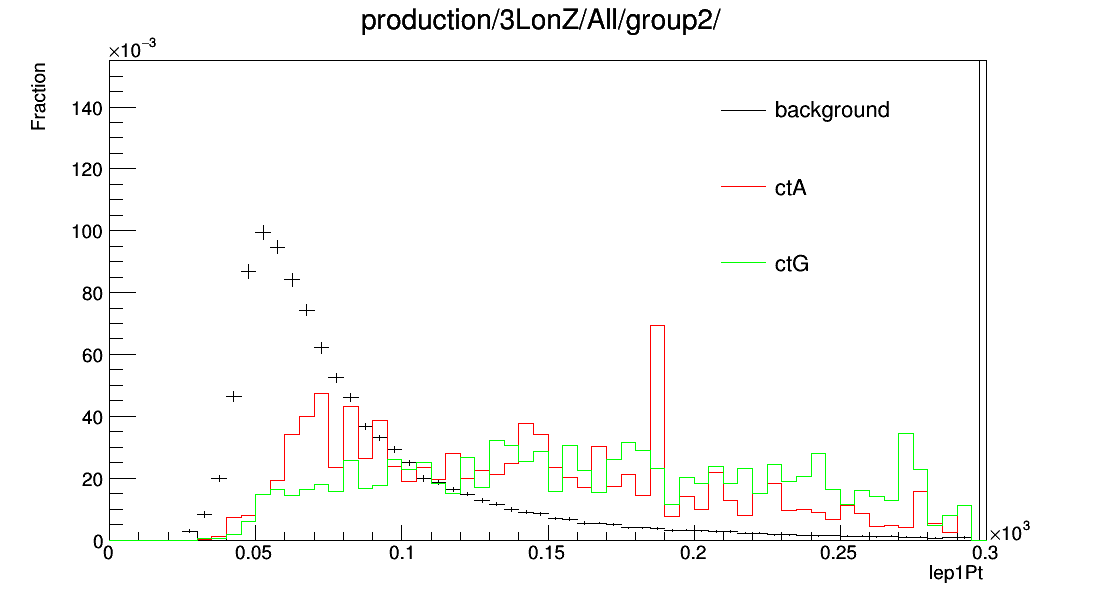 production/3LonZ/All/group2/
×10⁻³
Fraction
140
120
100
80
60
40
20
0
background
ctA
ctG
0 0.05 0.1 0.15 0.2 0.25 0.3
×10³
lep1Pt